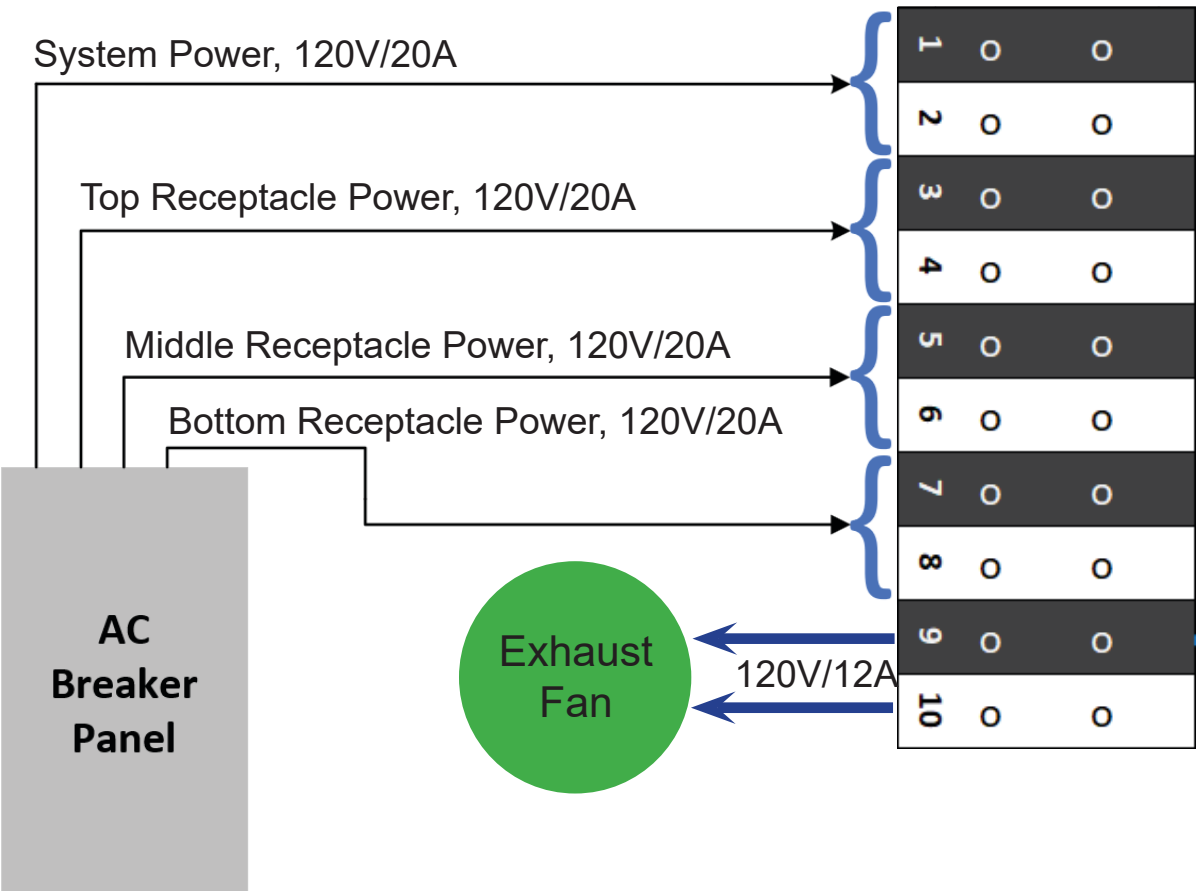 System Power, 120V/20A
Top Receptacle Power, 120V/20A
Middle Receptacle Power, 120V/20A
Bottom Receptacle Power, 120V/20A
AC
Breaker
Panel
Exhaust
Fan
120V/12A
1 O O
2 O O
3 O O
4 O O
5 O O
6 O O
7 O O
8 O O
9 O O
10 O O